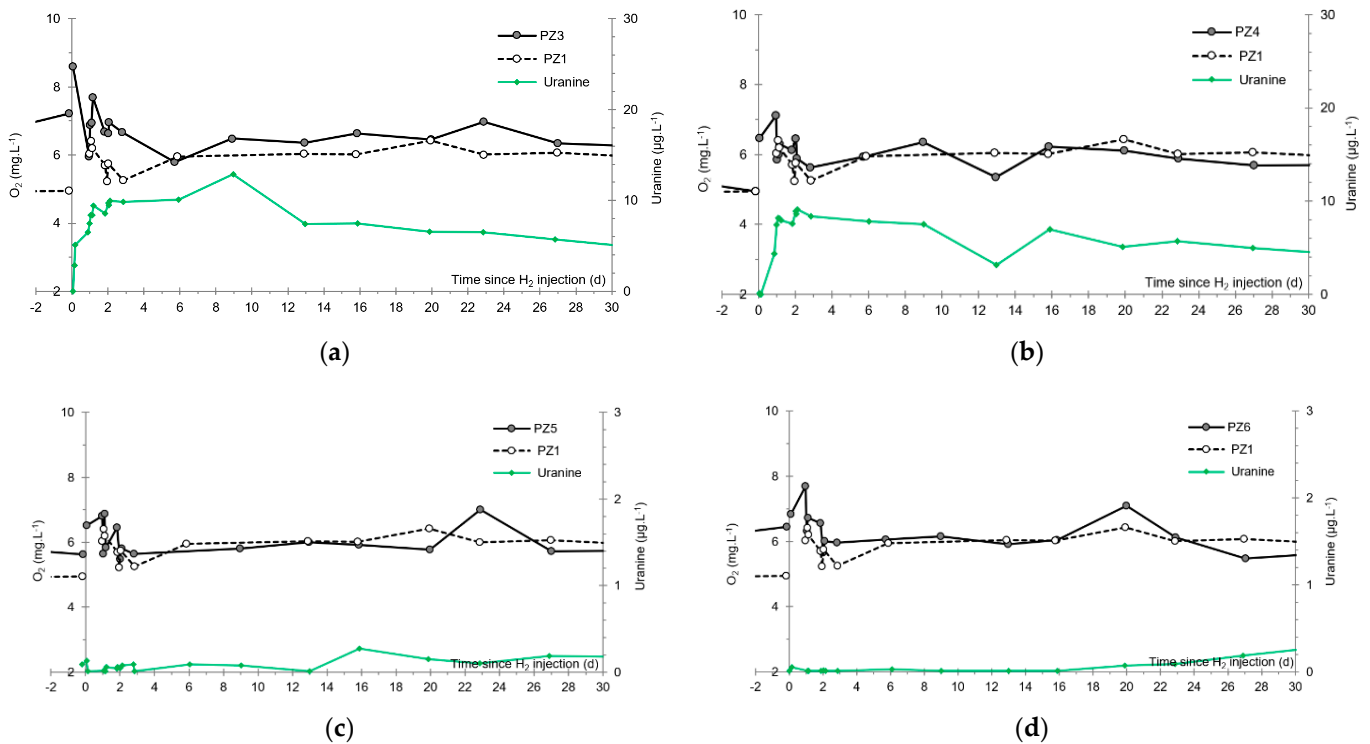 10
8
6
4
2
O2 (mg.L-1)
30
20
10
0
Uranine (µg.L-1)
PZ3
PZ1
Uranine
Time since H2 injection (d)
-2 0 2 4 6 8 10 12 14 16 18 20 22 24 26 28 30
(a)
10
8
6
4
2
O2 (mg.L-1)
30
20
10
0
Uranine (µg.L-1)
PZ4
PZ1
Uranine
Time since H2 injection (d)
-2 0 2 4 6 8 10 12 14 16 18 20 22 24 26 28 30
(b)
10
8
6
4
2
O2 (mg.L-1)
3
2
1
0
Uranine (µg.L-1)
PZ5
PZ1
Uranine
Time since H2 injection (d)
-2 0 2 4 6 8 10 12 14 16 18 20 22 24 26 28 30
(c)
10
8
6
4
2
O2 (mg.L-1)
3
2
1
0
Uranine (µg.L-1)
PZ6
PZ1
Uranine
Time since H2 injection (d)
-2 0 2 4 6 8 10 12 14 16 18 20 22 24 26 28 30
(d)